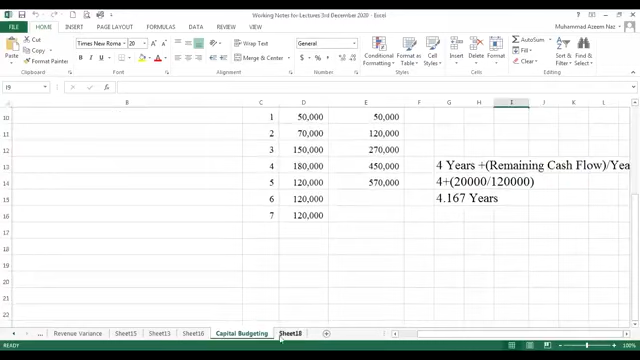 Working Notes for Lectures 3rd December 2020 - Excel
FILE HOME INSERT PAGE LAYOUT FORMULAS DATA REVIEW VIEW Muhammad Azeem Naz
Cut
Copy
Format Painter
Paste
Clipboard
Times New Roma 20
Font
Wrap Text
Merge & Center
Alignment
General
Number
Conditional Formatting
Format as Table
Cell Styles
Styles
Insert Delete Format
Cells
AutoSum
Fill
Clear
Sort & Filter
Find & Select
Editing
I9
B C D E F G H I J K L
10 1 50,000 50,000
11 2 70,000 120,000
12 3 150,000 270,000
13 4 180,000 450,000 4 Years +(Remaining Cash Flow)/Yea
14 5 120,000 570,000 4+(20000/120000)
15 6 120,000 4.167 Years
16 7 120,000
17
18
19
20
21
22
... Revenue Variance Sheet15 Sheet13 Sheet16 Capital Budgeting Sheet18
READY 100%